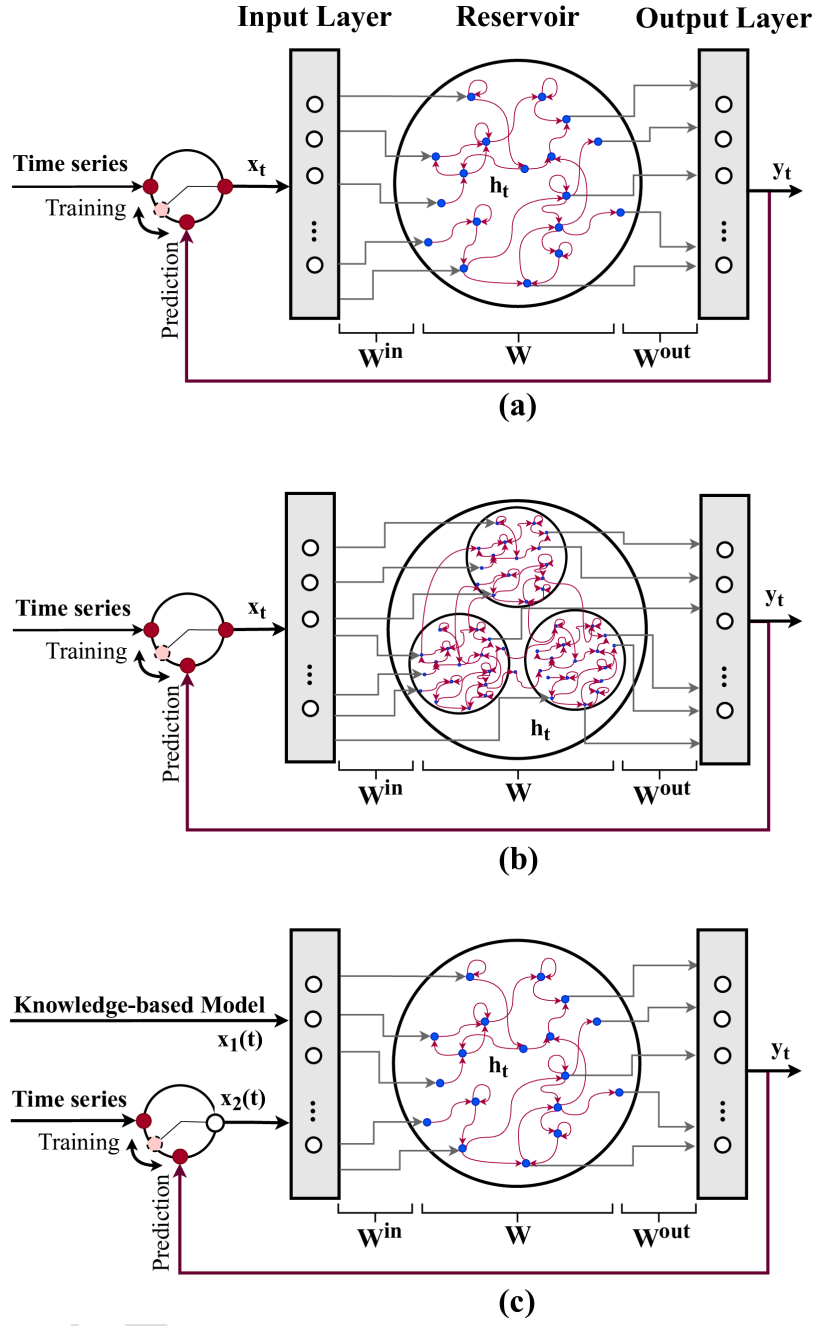 Input Layer Reservoir Output Layer
Time series
x_t
Training
Prediction
h_t
y_t
...
...
W^in W W^out
(a)
Time series
x_t
Training
Prediction
h_t
y_t
...
...
W^in W W^out
(b)
Knowledge-based Model
x_1(t)
Time series
x_2(t)
Training
Prediction
h_t
y_t
...
...
W^in W W^out
(c)